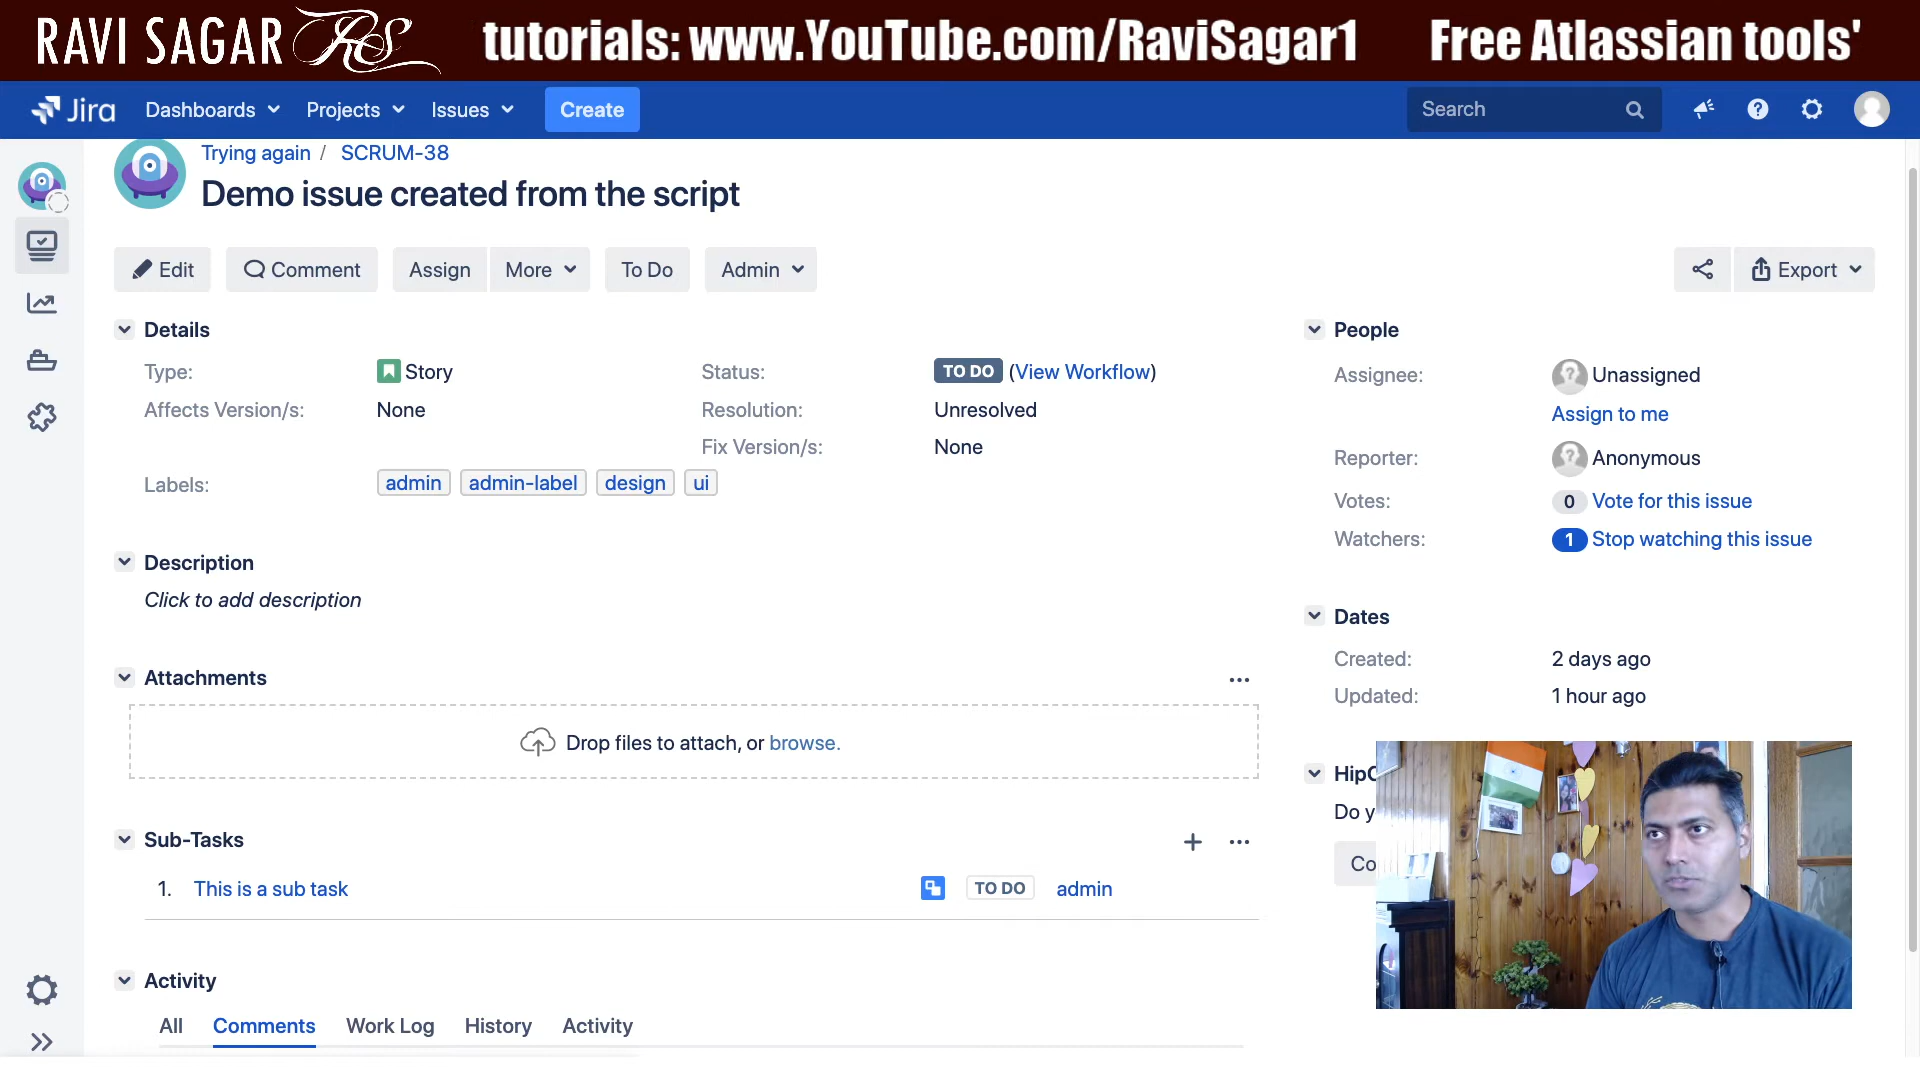 RAVI SAGAR RS tutorials: www.YouTube.com/RaviSagar1 Free Atlassian tools'
Jira Dashboards Projects Issues Create Search
Trying again / SCRUM-38
Demo issue created from the script
Edit Comment Assign More To Do Admin Export
Details
Type: Story Status: TO DO (View Workflow)
Affects Version/s: None Resolution: Unresolved
Fix Version/s: None
Labels: admin admin-label design ui
People
Assignee: Unassigned
Assign to me
Reporter: Anonymous
Votes: 0 Vote for this issue
Watchers: 1 Stop watching this issue
Description
Click to add description
Dates
Created: 2 days ago
Updated: 1 hour ago
Attachments
Drop files to attach, or browse.
HipC
Do y
Co
Sub-Tasks
1. This is a sub task TO DO admin
Activity
All Comments Work Log History Activity